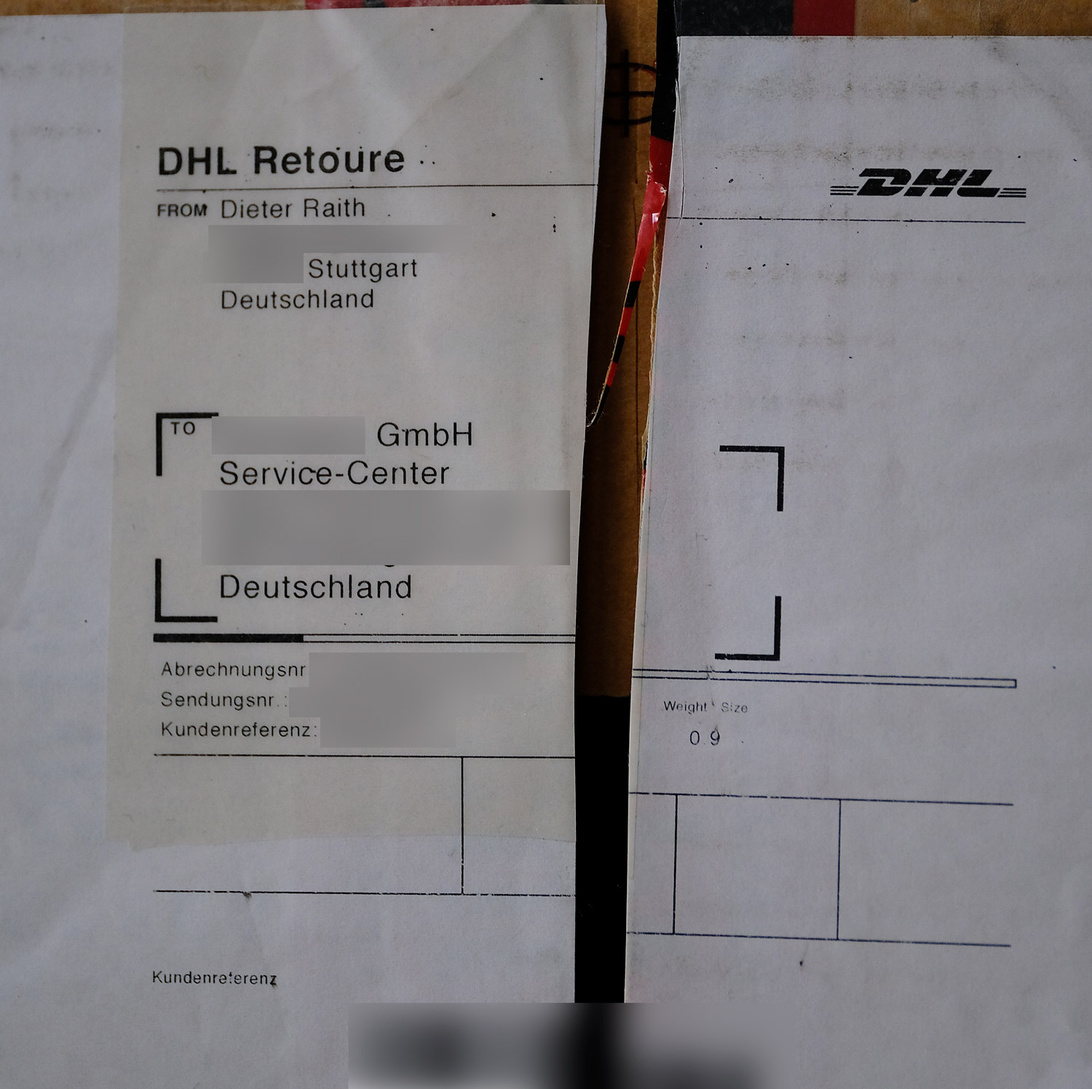 DHL Retoure
DHL
FROM Dieter Raith
Stuttgart
Deutschland
TO GmbH
Service-Center
Deutschland
Abrechnungsnr
Sendungsnr.:
Kundenreferenz:
Weight Size
0 9
Kundenreferenz